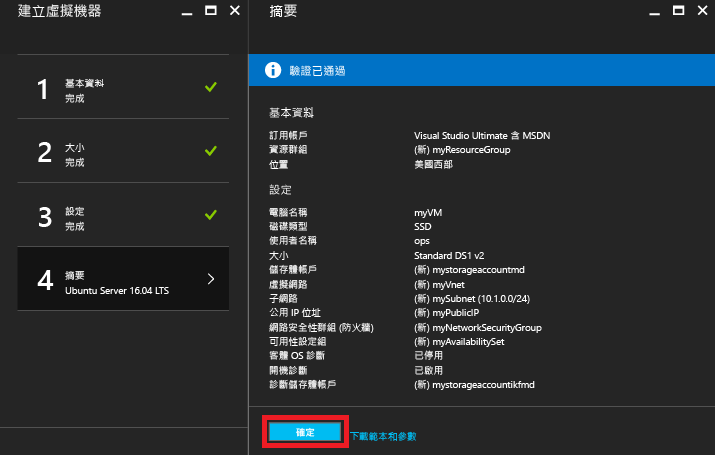 建立虛擬機器
1 基本資料
完成
2 大小
完成
3 設定
完成
4 摘要
Ubuntu Server 16.04 LTS
摘要
驗證已通過
基本資料
訂用帳戶 Visual Studio Ultimate 含 MSDN
資源群組 (新) myResourceGroup
位置 美國西部
設定
電腦名稱 myVM
磁碟類型 SSD
使用者名稱 ops
大小 Standard DS1 v2
儲存體帳戶 (新) mystorageaccountmd
虛擬網路 (新) myVnet
子網路 (新) mySubnet (10.1.0.0/24)
公用 IP 位址 (新) myPublicIP
網路安全性群組 (防火牆) (新) myNetworkSecurityGroup
可用性設定組 (新) myAvailabilitySet
客體 OS 診斷 已停用
開機診斷 已啟用
診斷儲存體帳戶 (新) mystorageaccountikfmd
確定 下載範本和參數